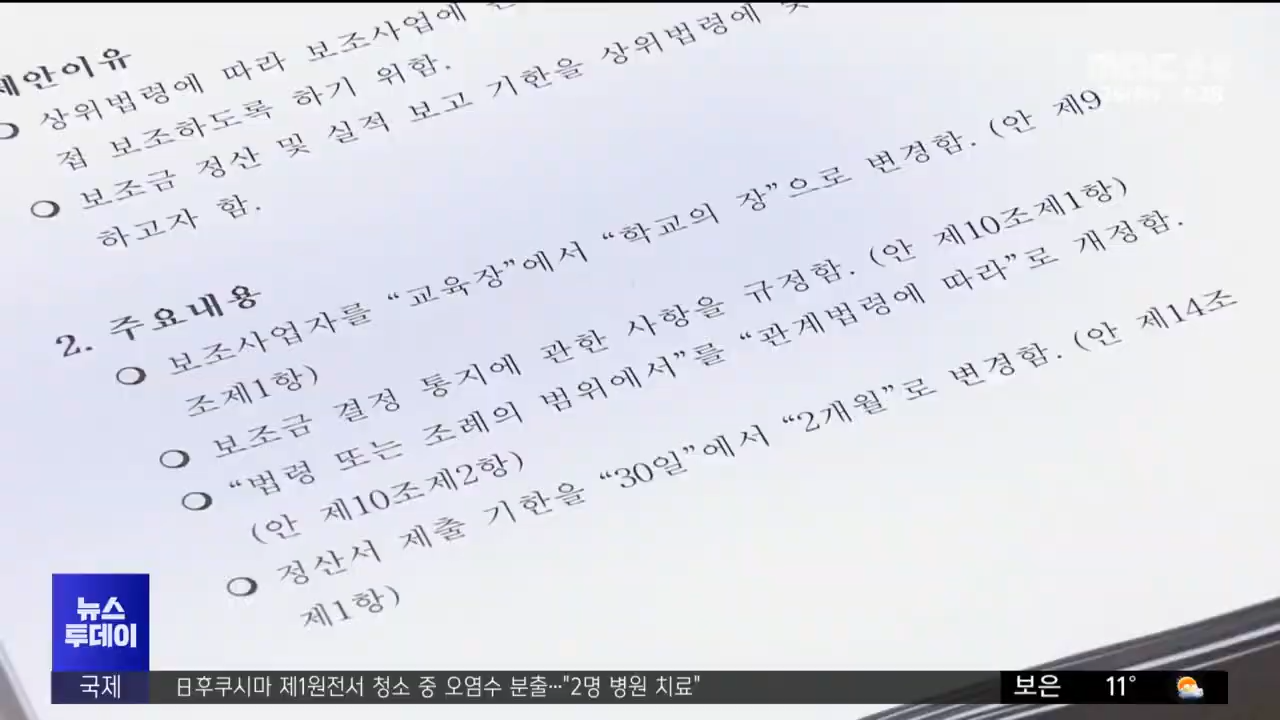 제안이유
상위법령에 따라 보조사업에
접 보조하도록 하기 위함.
보조금 정산 및 실적 보고 기한을 상위법령에 맞
하고자 함.
2. 주요내용
보조사업자를 “교육장”에서 “학교의 장”으로 변경함. (안 제9
조제1항)
보조금 결정 통지에 관한 사항을 규정함. (안 제10조제1항)
“법령 또는 조례의 범위에서”를 “관계법령에 따라”로 개정함.
(안 제10조제2항)
정산서 제출 기한을 “30일”에서 “2개월”로 변경함. (안 제14조
제1항)
MBC
뉴스
투데이
국제 日후쿠시마 제1원전서 청소 중 오염수 분출…"2명 병원 치료" 보은 11°